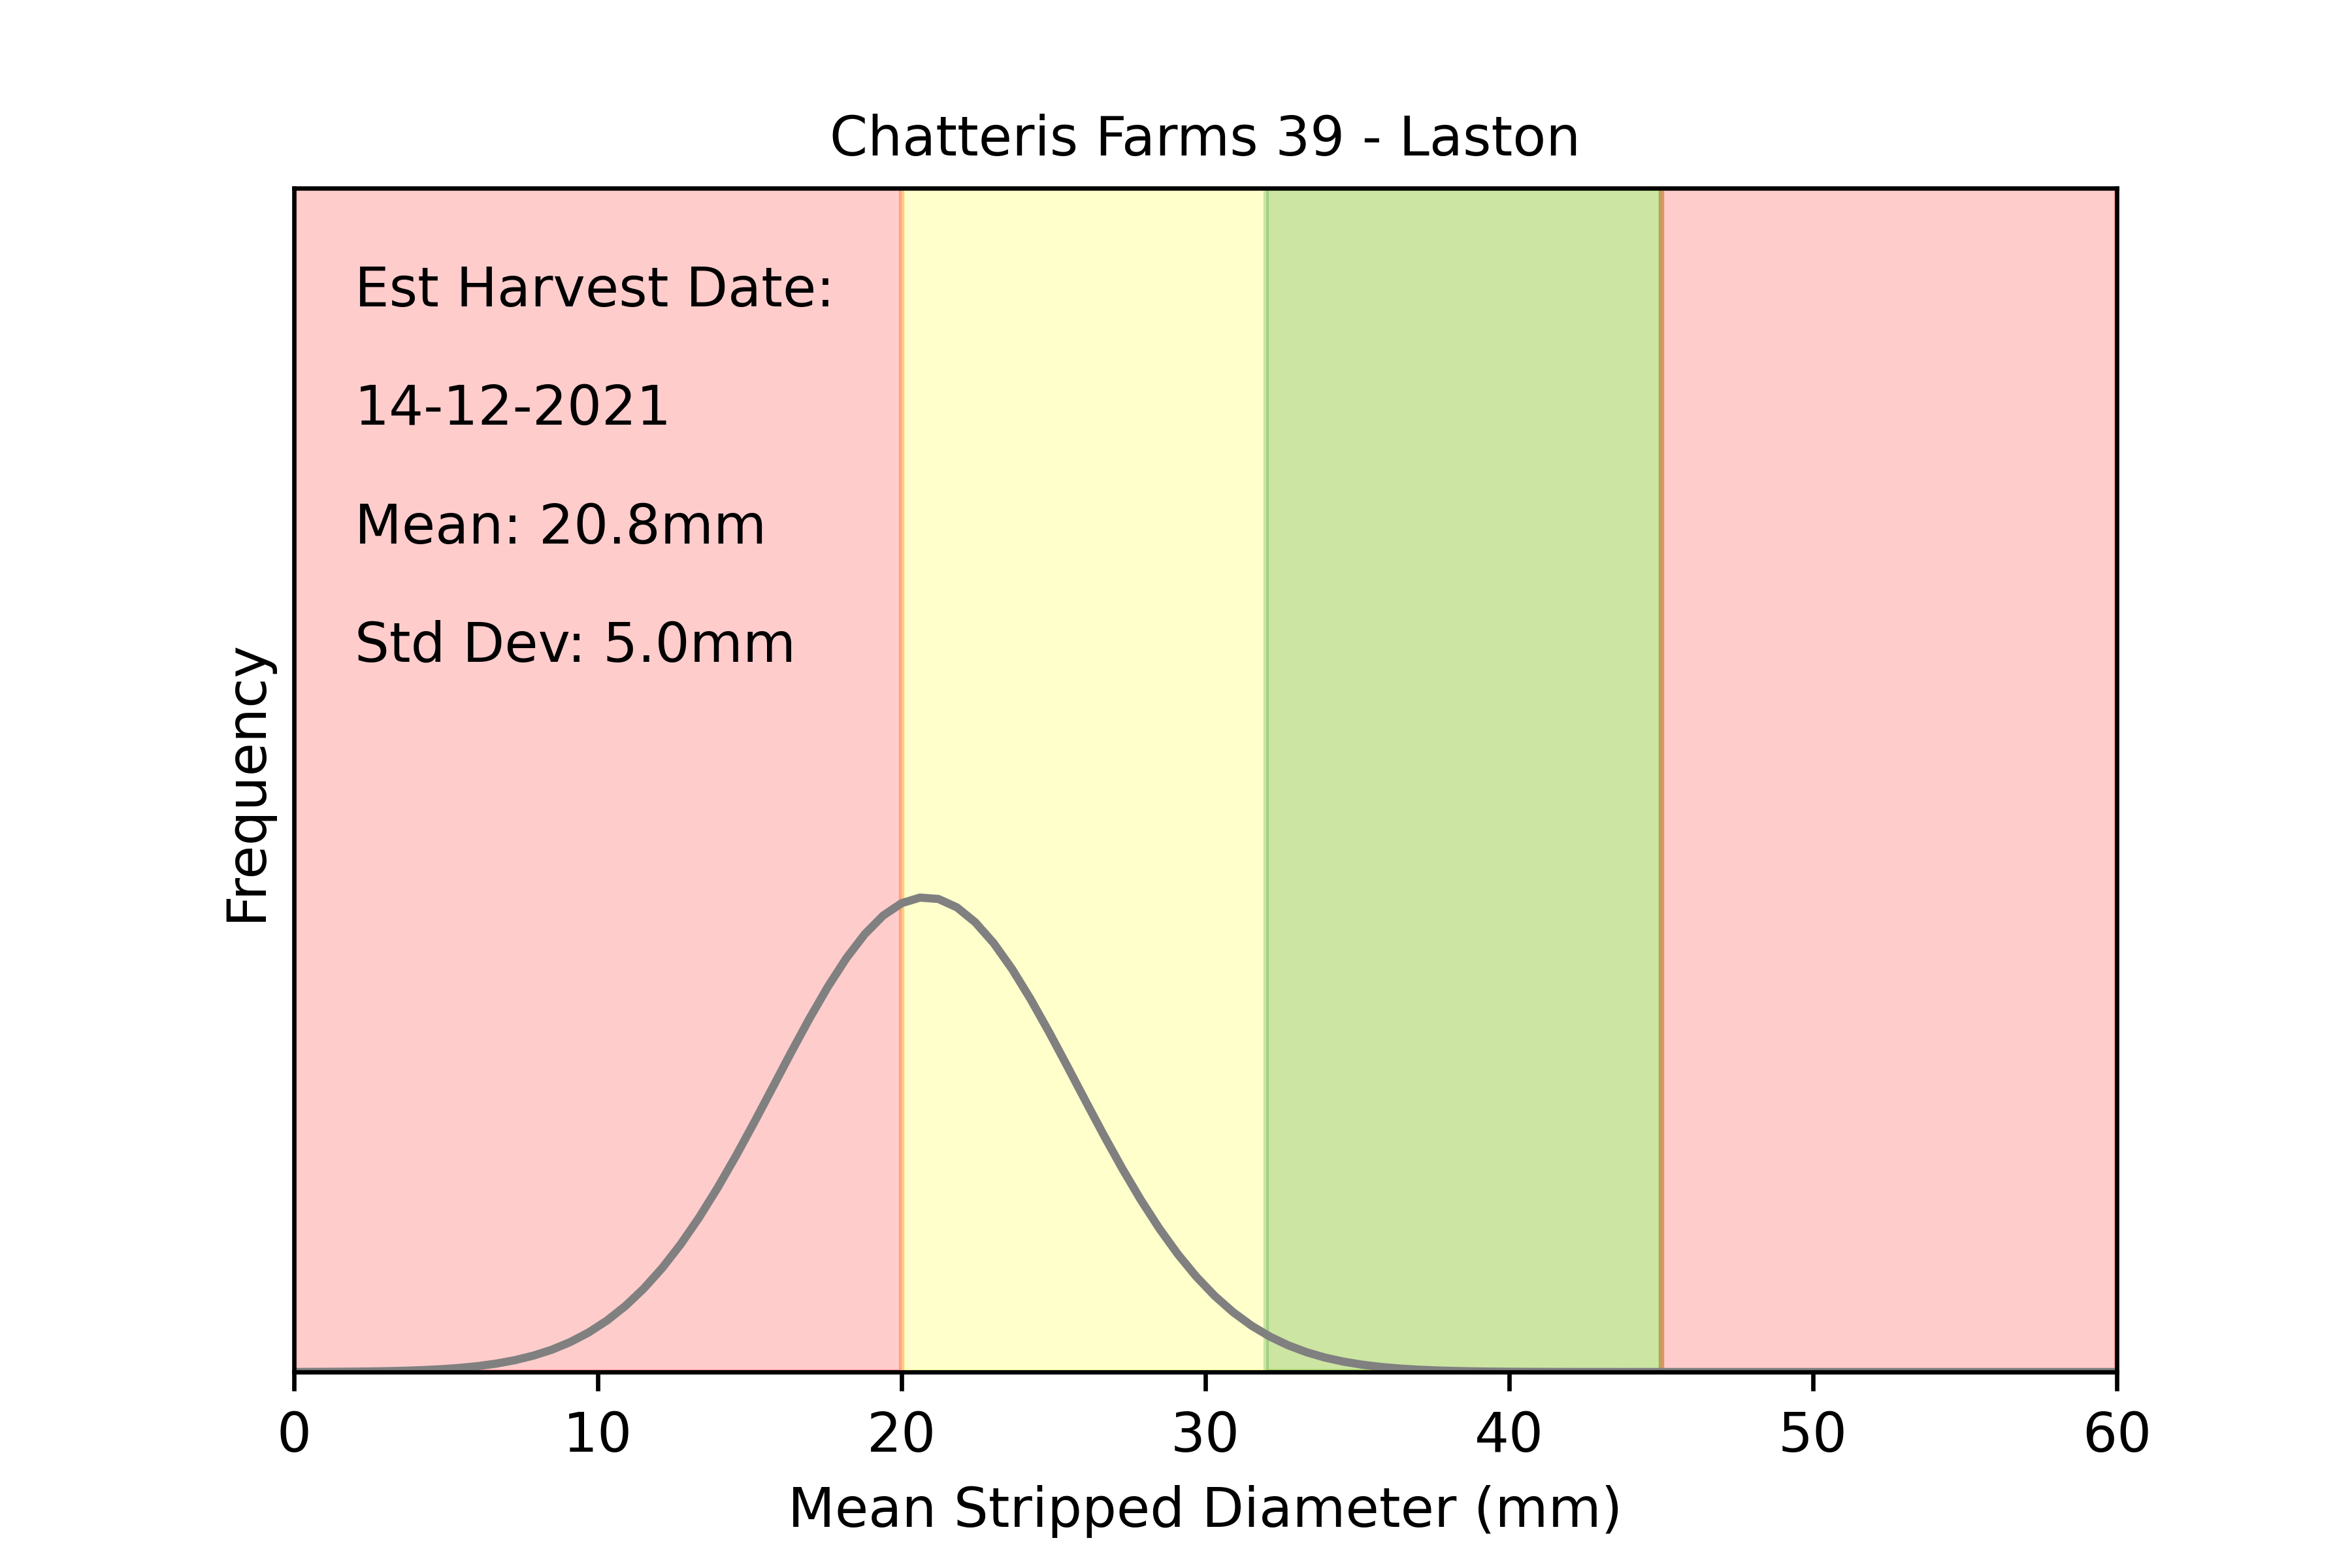 Chatteris Farms 39 - Laston
Est Harvest Date:
14-12-2021
Mean: 20.8mm
Std Dev: 5.0mm
Frequency
0 10 20 30 40 50 60
Mean Stripped Diameter (mm)